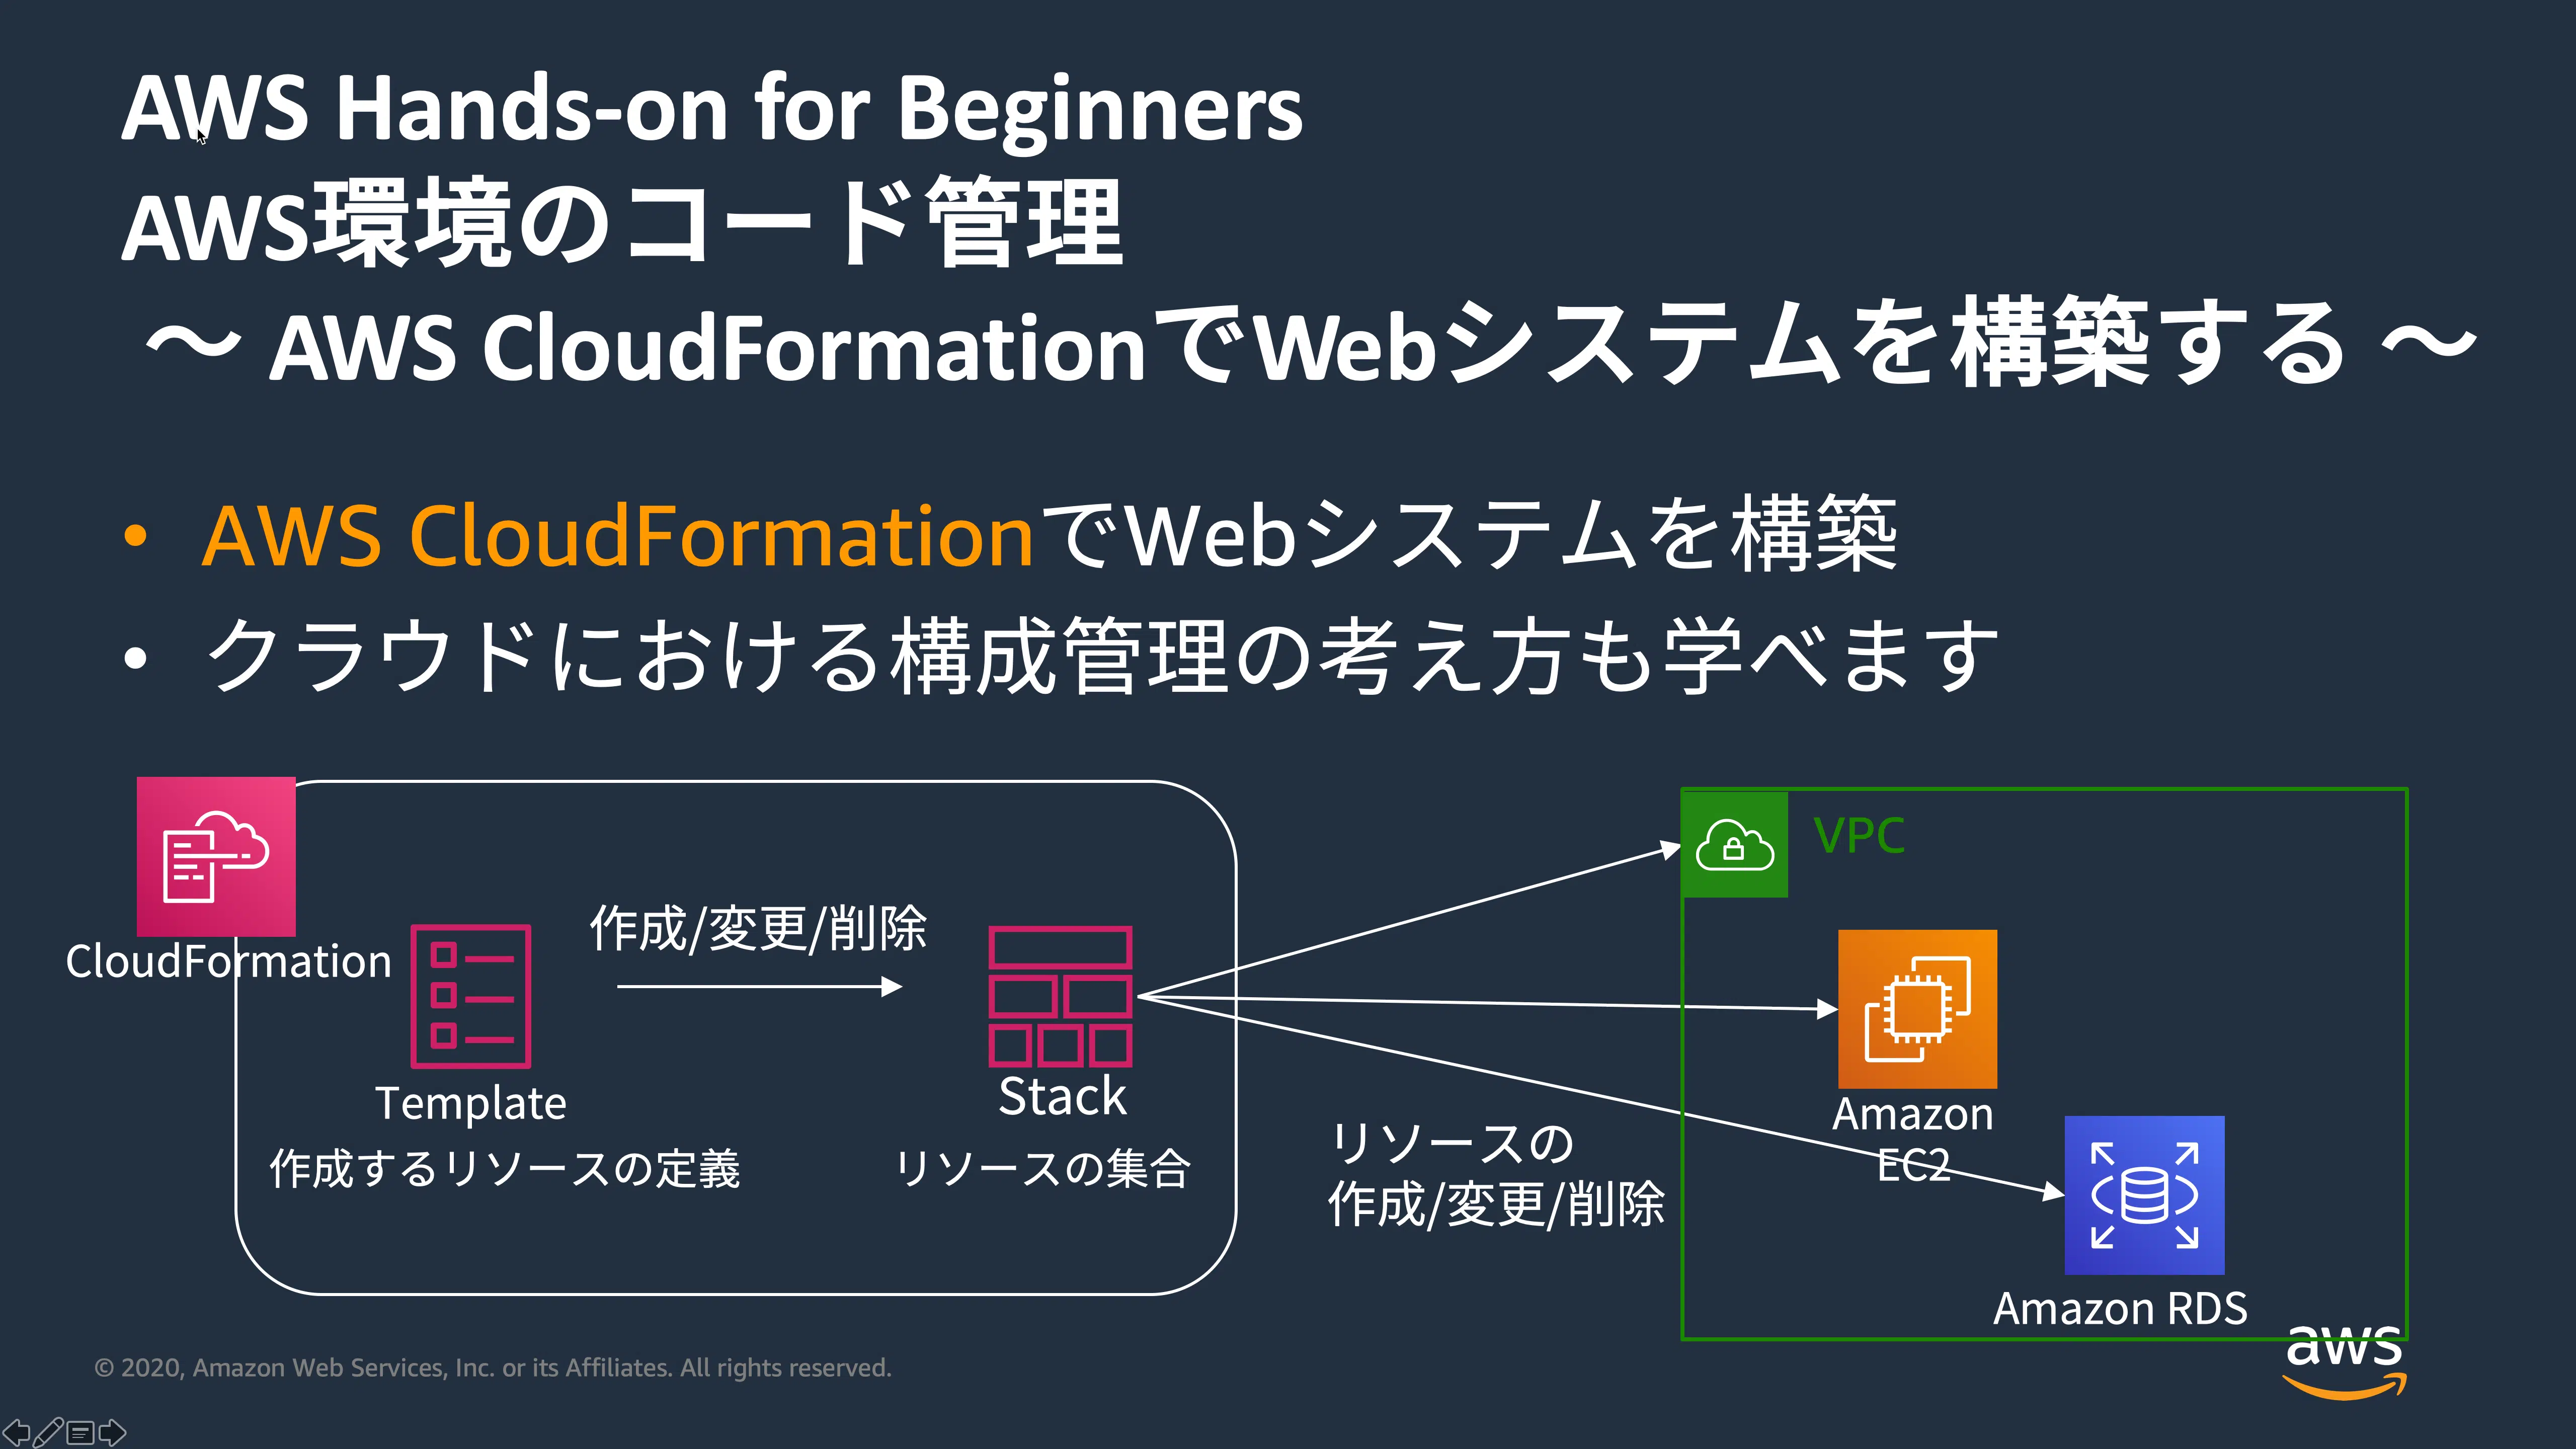 AWS Hands-on for Beginners
AWS環境のコード管理
～ AWS CloudFormationでWebシステムを構築する ～
• AWS CloudFormationでWebシステムを構築
• クラウドにおける構成管理の考え方も学べます
CloudFormation
作成/変更/削除
Template
作成するリソースの定義
Stack
リソースの集合
リソースの
作成/変更/削除
VPC
Amazon
EC2
Amazon RDS
© 2020, Amazon Web Services, Inc. or its Affiliates. All rights reserved.
aws